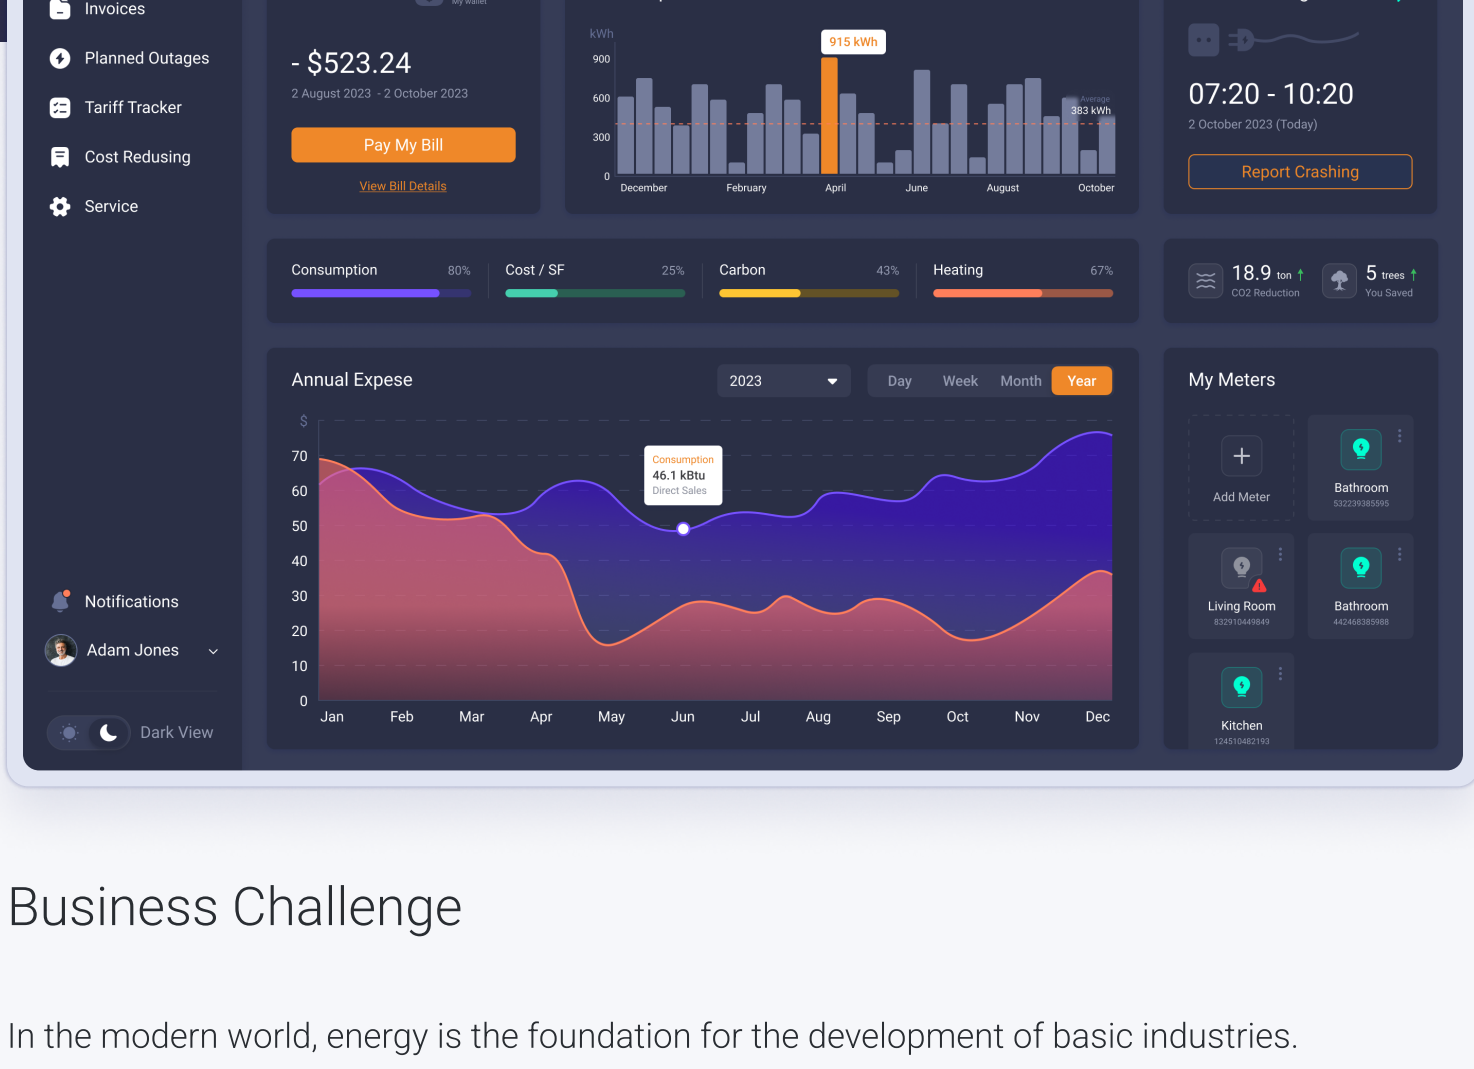 Invoices
Planned Outages
Tariff Tracker
Cost Redusing
Service
Notifications
Adam Jones
Dark View
My wallet
- $523.24
2 August 2023 - 2 October 2023
Pay My Bill
View Bill Details
kWh
915 kWh
900
600
300
0
Average
383 kWh
December February April June August October
07:20 - 10:20
2 October 2023 (Today)
Report Crashing
Consumption 80%
Cost / SF 25%
Carbon 43%
Heating 67%
18.9 ton
CO2 Reduction
5 trees
You Saved
Annual Expese
2023
Day Week Month Year
$
70
60
50
40
30
20
10
0
Consumption
46.1 kBtu
Direct Sales
Jan Feb Mar Apr May Jun Jul Aug Sep Oct Nov Dec
My Meters
Add Meter
Bathroom
532239385595
Living Room
832910449849
Bathroom
442468385988
Kitchen
124510482193
Business Challenge
In the modern world, energy is the foundation for the development of basic industries.